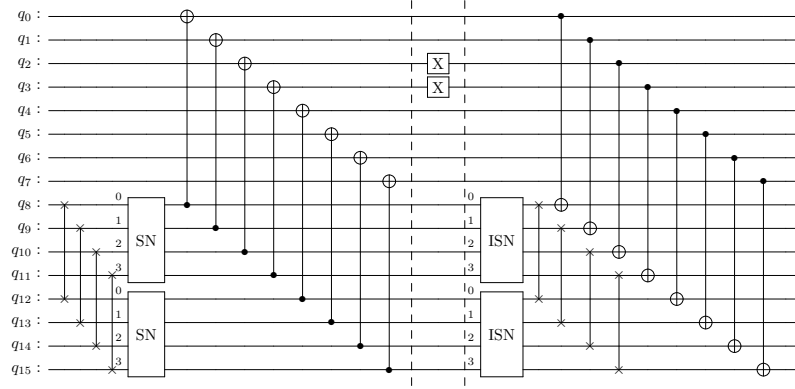 q0 :
q1 :
q2 : X
q3 : X
q4 :
q5 :
q6 :
q7 :
0 0
q8 :
1 1
q9 :
SN ISN
2 2
q10 :
3 3
q11 :
0 0
q12 :
1 1
q13 :
SN ISN
2 2
q14 :
3 3
q15 :